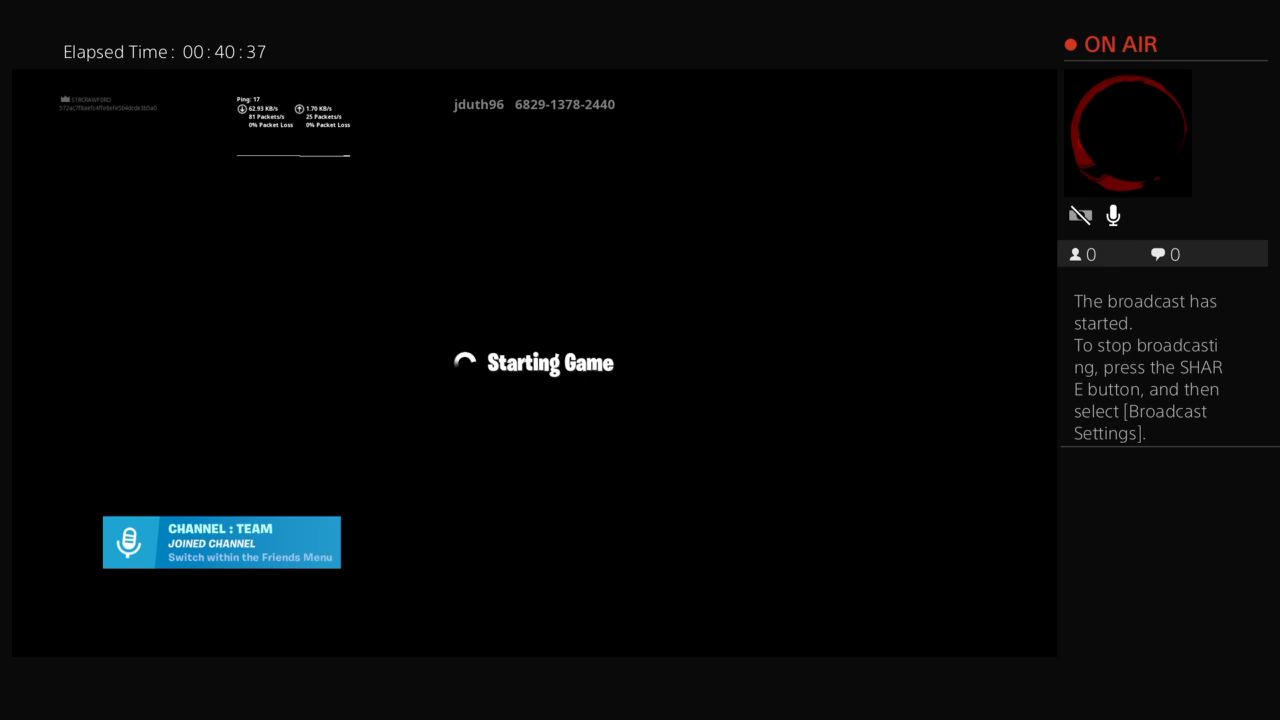 Elapsed Time: 00:40:37
ON AIR
S1RCRAWFORD
Ping: 17
62.93 KB/s 1.70 KB/s
81 Packets/s 25 Packets/s
0% Packet Loss 0% Packet Loss
jduth96 6829-1378-2440
0 0
The broadcast has
started.
To stop broadcasti
ng, press the SHAR
E button, and then
select [Broadcast
Settings].
Starting Game
CHANNEL : TEAM
JOINED CHANNEL
Switch within the Friends Menu